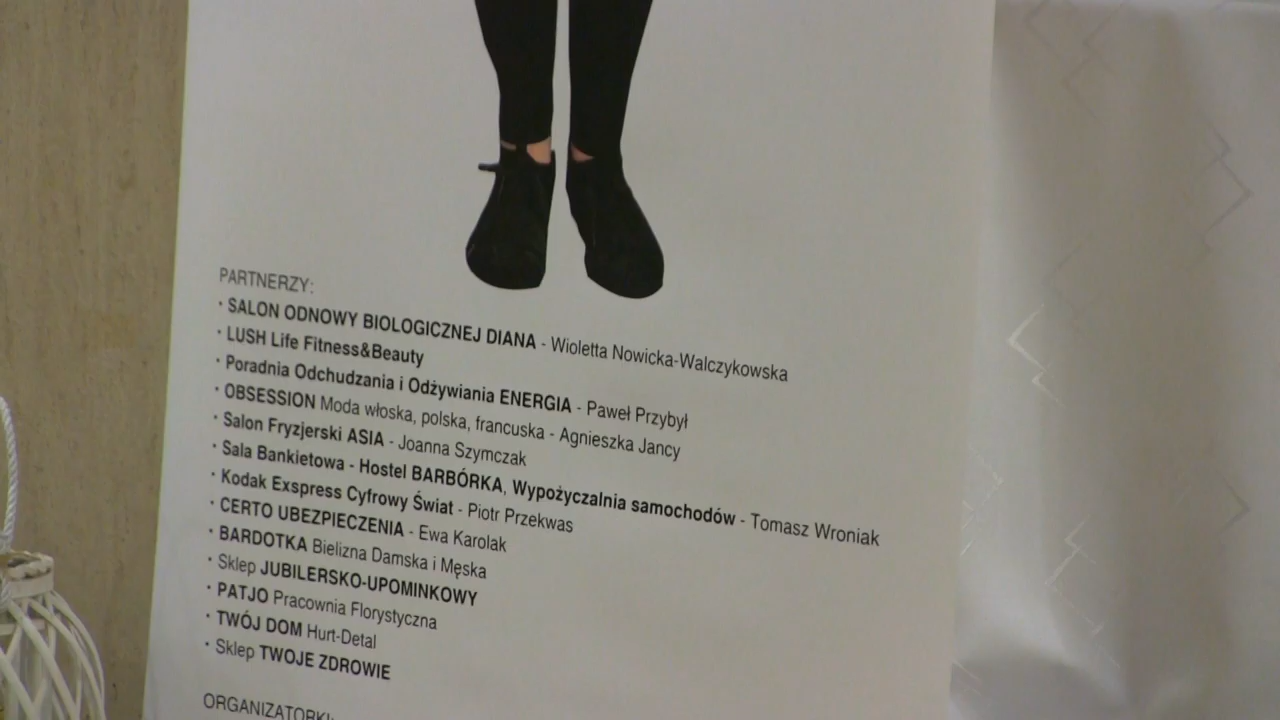 PARTNERZY:
· SALON ODNOWY BIOLOGICZNEJ DIANA - Wioletta Nowicka-Walczykowska
· LUSH Life Fitness&Beauty
· Poradnia Odchudzania i Odżywiania ENERGIA - Paweł Przybył
· OBSESSION Moda włoska, polska, francuska - Agnieszka Jancy
· Salon Fryzjerski ASIA - Joanna Szymczak
· Sala Bankietowa - Hostel BARBÓRKA, Wypożyczalnia samochodów - Tomasz Wroniak
· Kodak Exspress Cyfrowy Świat - Piotr Przekwas
· CERTO UBEZPIECZENIA - Ewa Karolak
· BARDOTKA Bielizna Damska i Męska
· Sklep JUBILERSKO-UPOMINKOWY
· PATJO Pracownia Florystyczna
· TWÓJ DOM Hurt-Detal
· Sklep TWOJE ZDROWIE
ORGANIZATORKI: